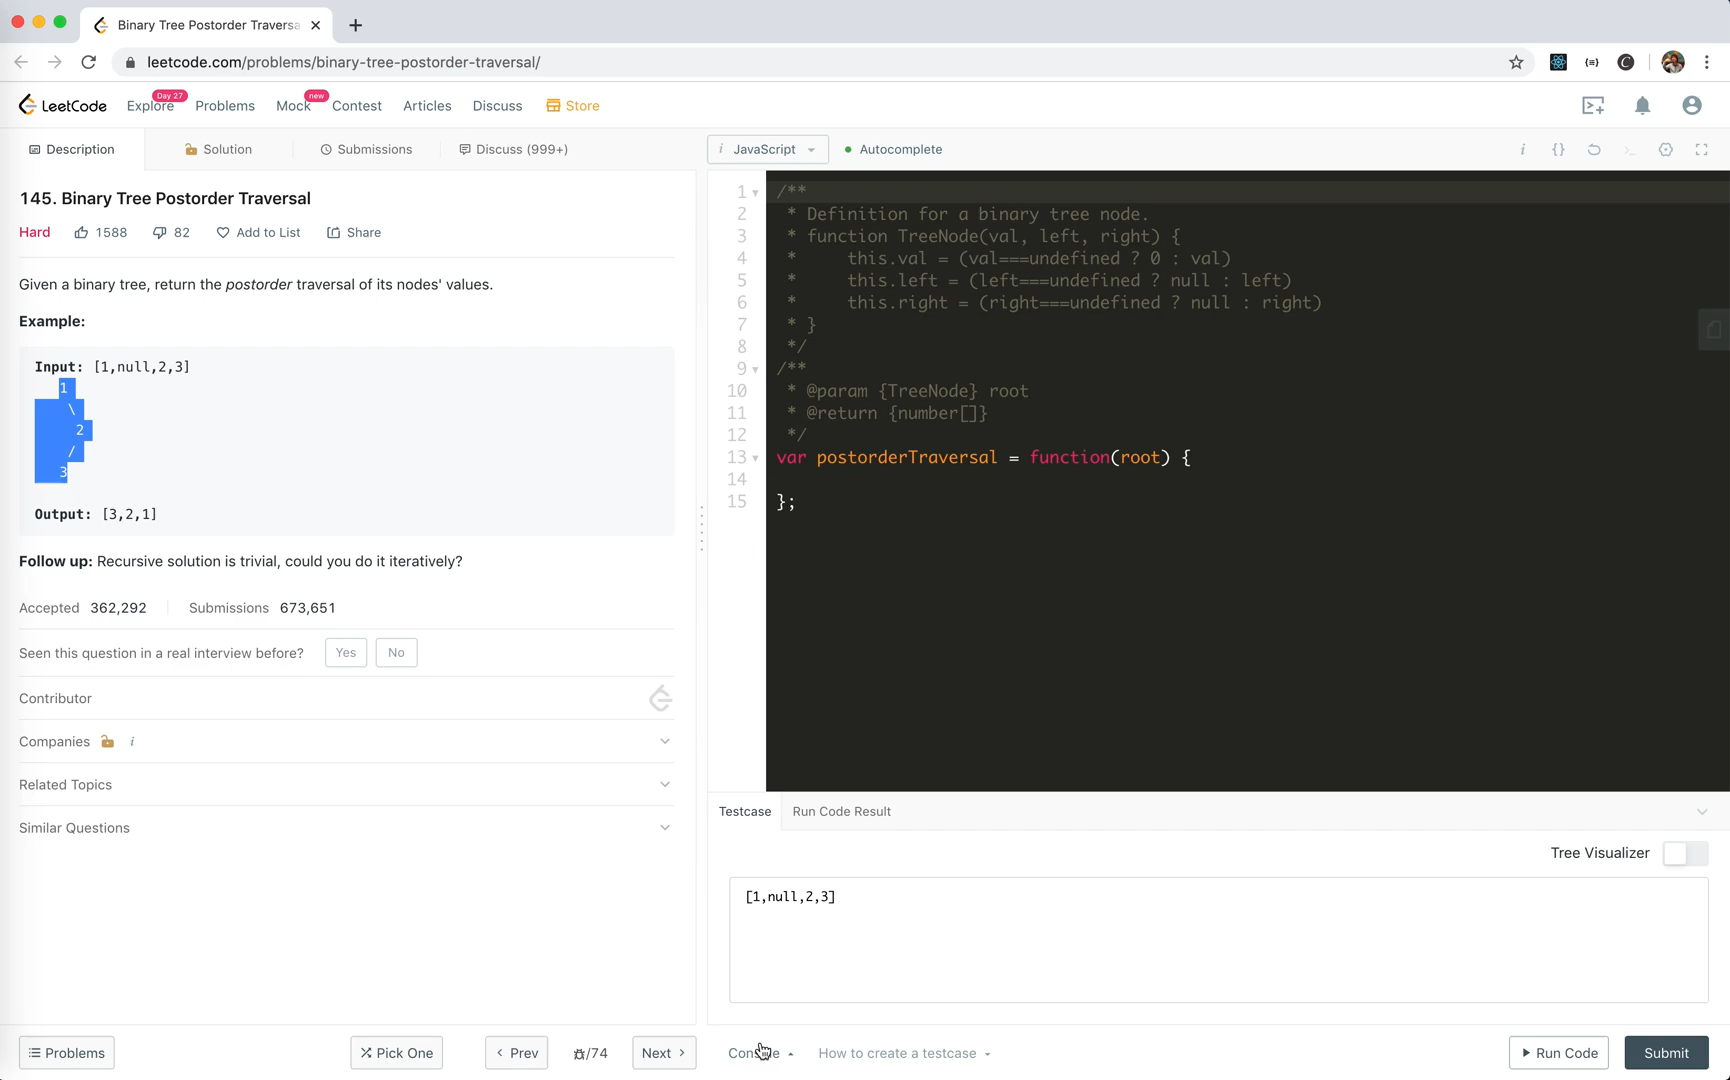 Binary Tree Postorder Traversa
leetcode.com/problems/binary-tree-postorder-traversal/
LeetCode Explore Day 27 Problems Mock new Contest Articles Discuss Store
Description Solution Submissions Discuss (999+)
i JavaScript Autocomplete
145. Binary Tree Postorder Traversal
Hard 1588 82 Add to List Share
Given a binary tree, return the postorder traversal of its nodes' values.
Example:
Input: [1,null,2,3]
1
\
2
/
3
Output: [3,2,1]
Follow up: Recursive solution is trivial, could you do it iteratively?
Accepted 362,292 Submissions 673,651
Seen this question in a real interview before? Yes No
Contributor
Companies i
Related Topics
Similar Questions
1 /**
2 * Definition for a binary tree node.
3 * function TreeNode(val, left, right) {
4 * this.val = (val===undefined ? 0 : val)
5 * this.left = (left===undefined ? null : left)
6 * this.right = (right===undefined ? null : right)
7 * }
8 */
9 /**
10 * @param {TreeNode} root
11 * @return {number[]}
12 */
13 var postorderTraversal = function(root) {
14
15 };
Testcase Run Code Result
Tree Visualizer
[1,null,2,3]
Problems Pick One Prev /74 Next
How to create a testcase Run Code Submit